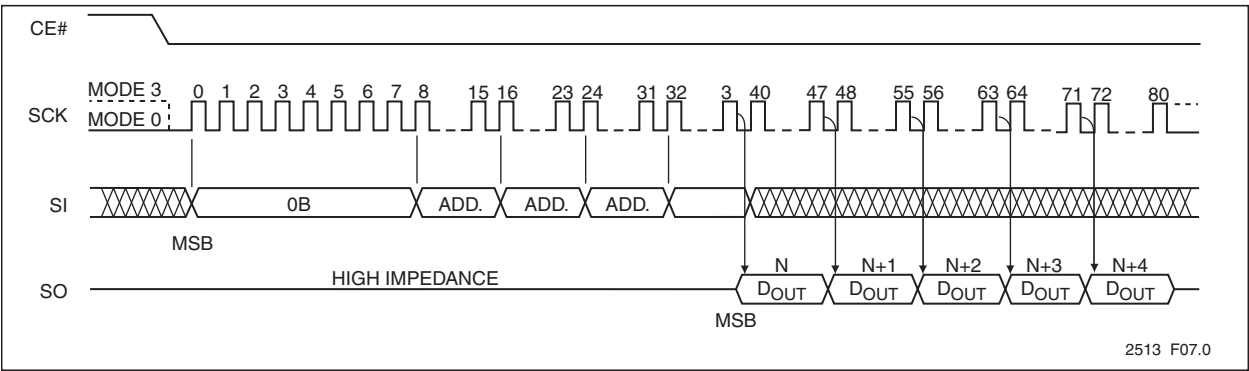 CE#
MODE 3
0 1 2 3 4 5 6 7 8 15 16 23 24 31 32 3 40 47 48 55 56 63 64 71 72 80
SCK
MODE 0
SI
0B ADD. ADD. ADD.
MSB
N N+1 N+2 N+3 N+4
HIGH IMPEDANCE
SO
DOUT DOUT DOUT DOUT DOUT
MSB
2513 F07.0